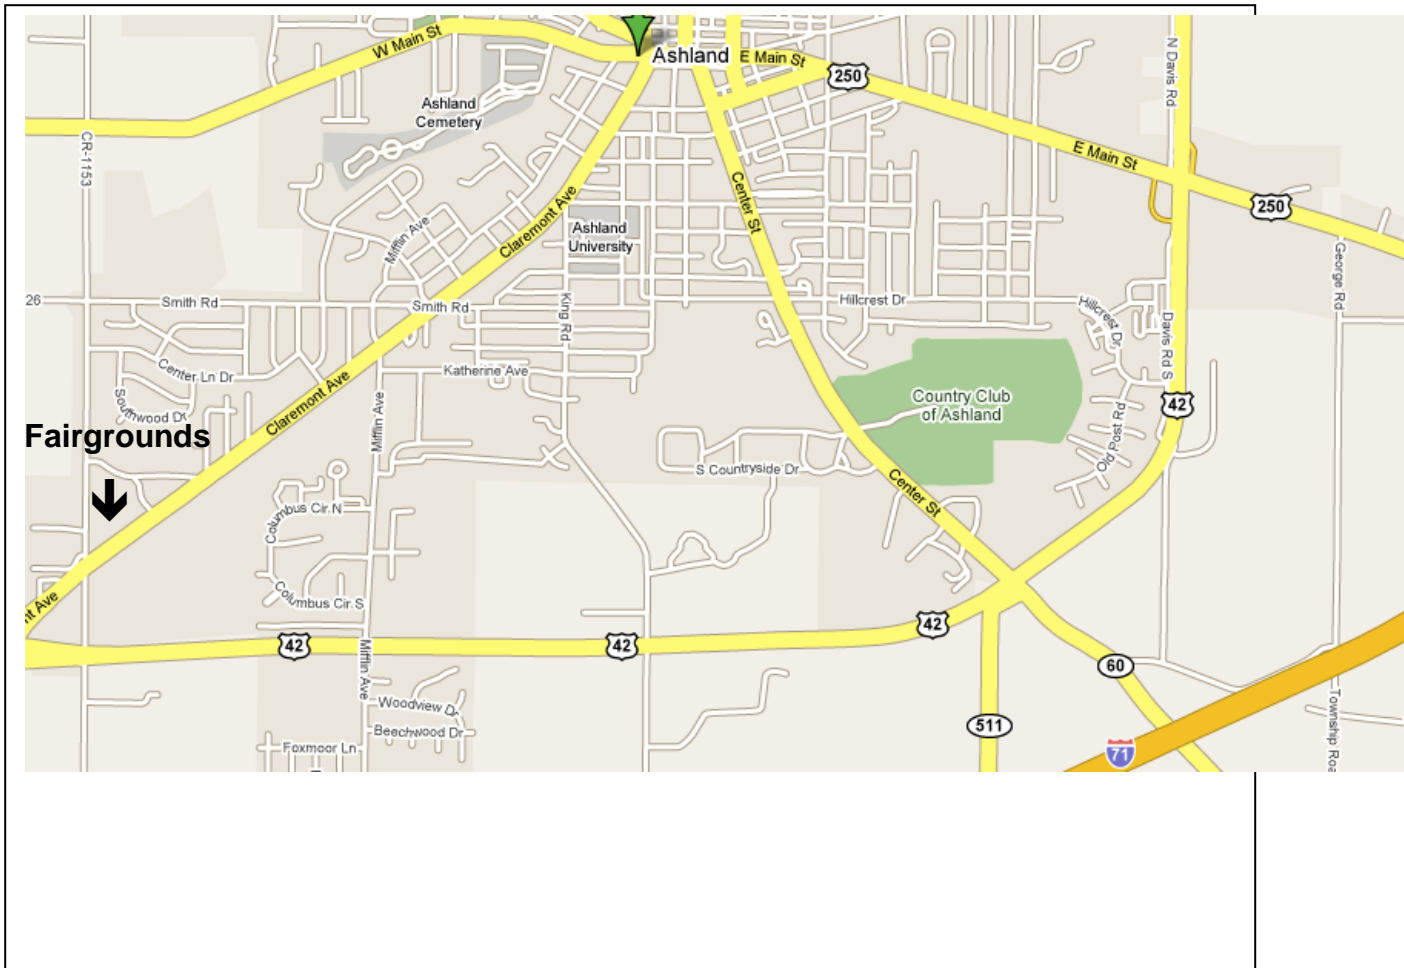 W Main St
Ashland
E Main St
250
N Davis Rd
Ashland
Cemetery
CR-1153
E Main St
250
Center St
Claremont Ave
Mifflin Ave
Ashland
University
George Rd
26
Smith Rd
Smith Rd
King Rd
Hillcrest Dr
Hillcrest Dr
Davis Rd S
Center Ln Dr
Katherine Ave
Claremont Ave
Southwood Dr
Mifflin Ave
Country Club
of Ashland
42
Old Post Rd
Fairgrounds
S Countryside Dr
Center St
Columbus Cir N
Columbus Cir S
nt Ave
42
42
42
60
Mifflin Ave
Woodview Dr
Beechwood Dr
Foxmoor Ln
511
71
Township Roa